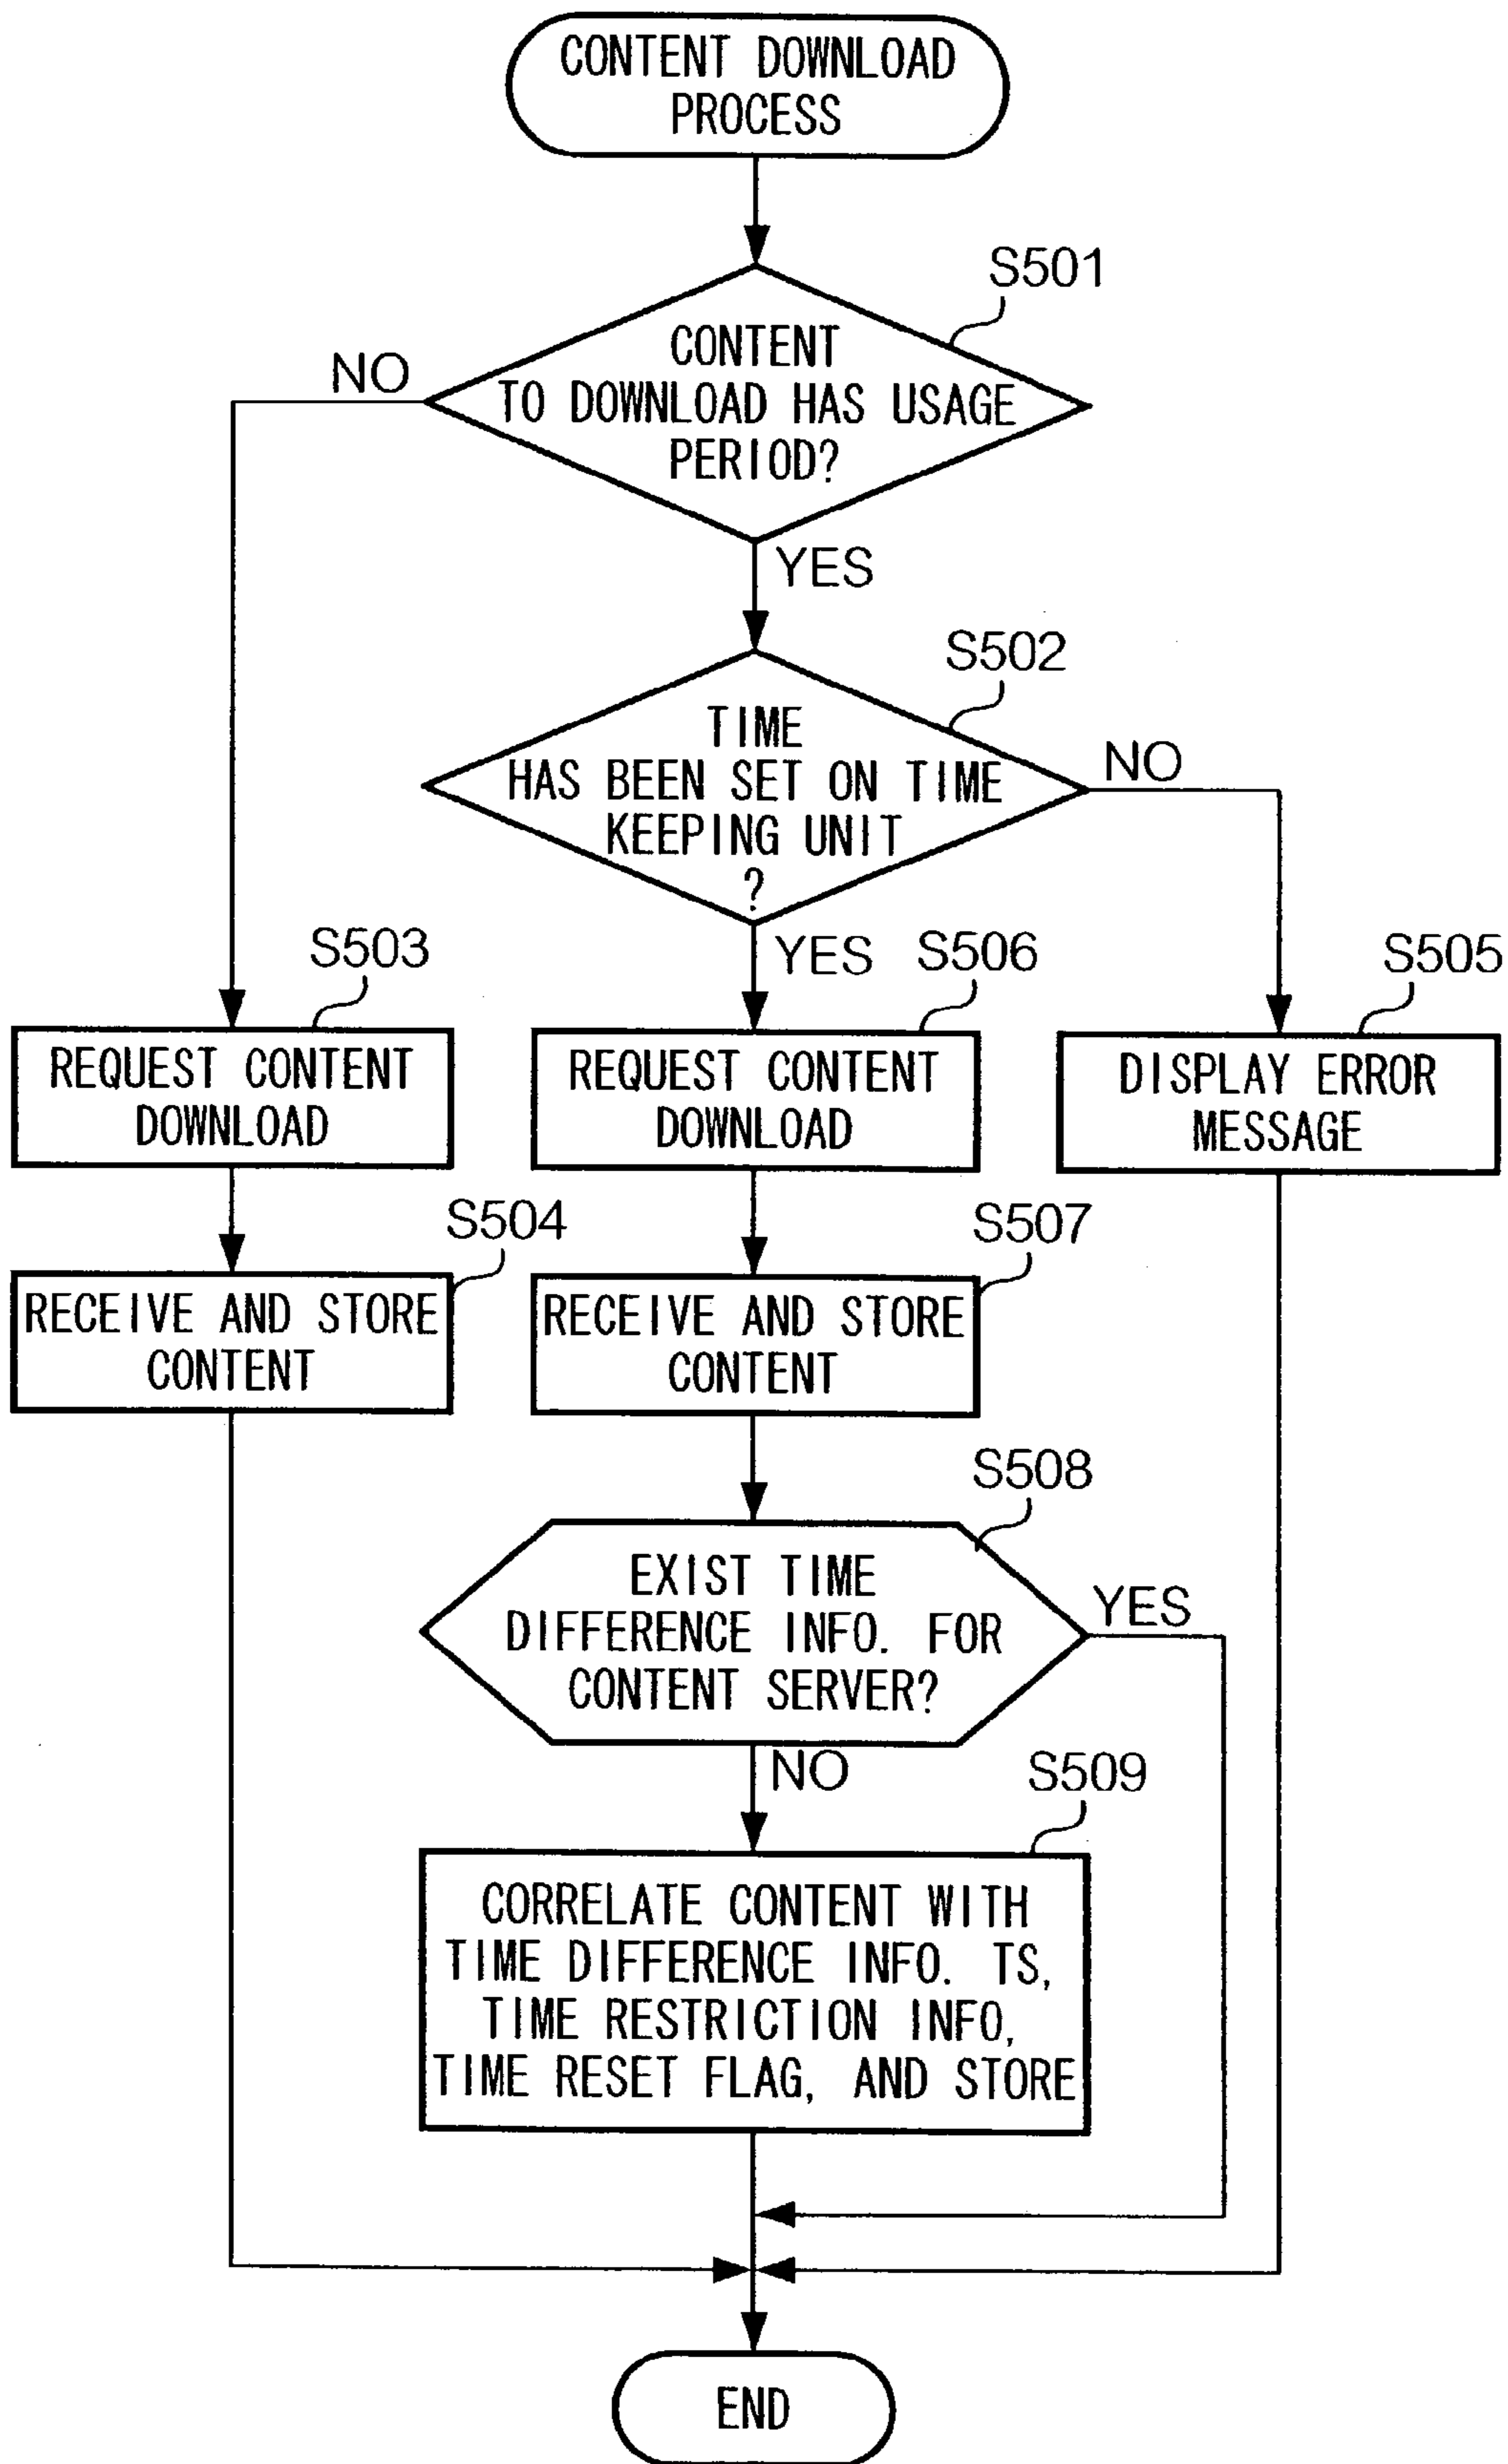 CONTENT DOWNLOAD
PROCESS
S501
CONTENT
TO DOWNLOAD HAS USAGE
PERIOD?
NO
YES
S502
TIME
HAS BEEN SET ON TIME
KEEPING UNIT
?
NO
YES
S503
REQUEST CONTENT
DOWNLOAD
S506
REQUEST CONTENT
DOWNLOAD
S505
DISPLAY ERROR
MESSAGE
S504
RECEIVE AND STORE
CONTENT
S507
RECEIVE AND STORE
CONTENT
S508
EXIST TIME
DIFFERENCE INFO. FOR
CONTENT SERVER?
YES
NO
S509
CORRELATE CONTENT WITH
TIME DIFFERENCE INFO. TS,
TIME RESTRICTION INFO,
TIME RESET FLAG, AND STORE
END